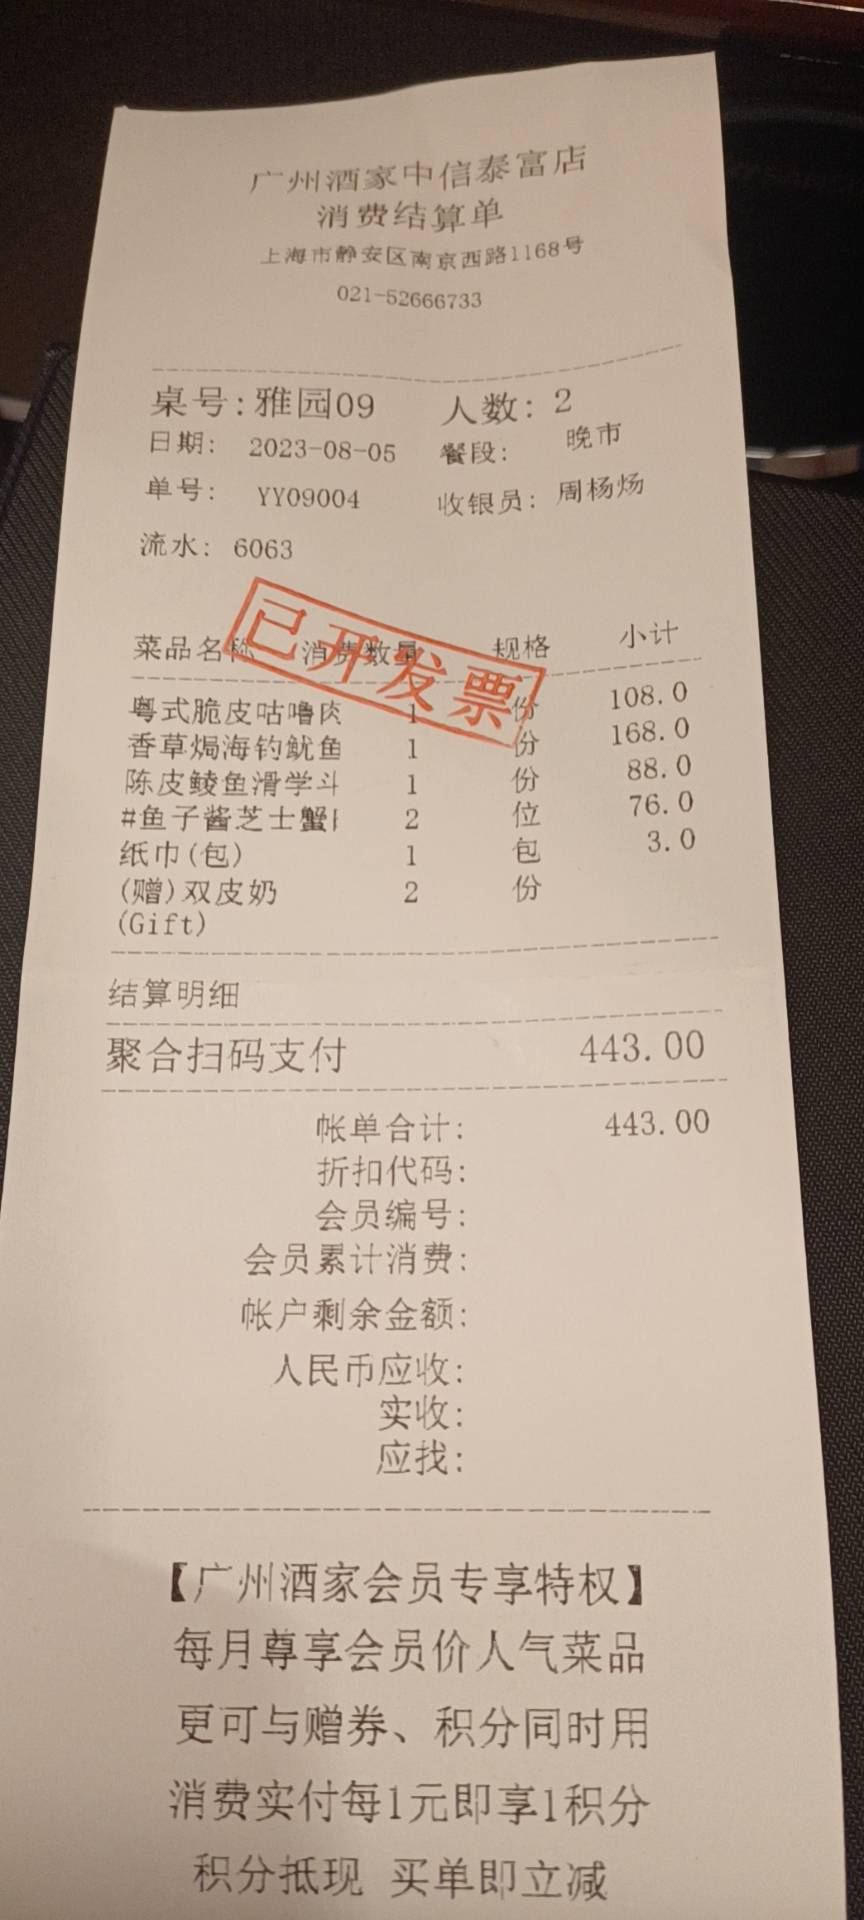 广州酒家中信泰富店
消费结算单
上海市静安区南京西路1168号
021-52666733
桌号:雅园09 人数: 2
日期: 2023-08-05 餐段: 晚市
单号: YY09004 收银员: 周杨炀
流水: 6063
已开发票
菜品名称 消费数量 规格 小计
粤式脆皮咕噜肉 1 份 108.0
香草焗海钓鱿鱼 1 份 168.0
陈皮鲮鱼滑学斗 1 份 88.0
#鱼子酱芝士蟹 2 位 76.0
纸巾(包) 1 包 3.0
(赠)双皮奶 2 份
(Gift)
结算明细
聚合扫码支付 443.00
帐单合计: 443.00
折扣代码:
会员编号:
会员累计消费:
帐户剩余金额:
人民币应收:
实收:
应找:
【广州酒家会员专享特权】
每月尊享会员价人气菜品
更可与赠券、积分同时用
消费实付每1元即享1积分
积分抵现 买单即立减